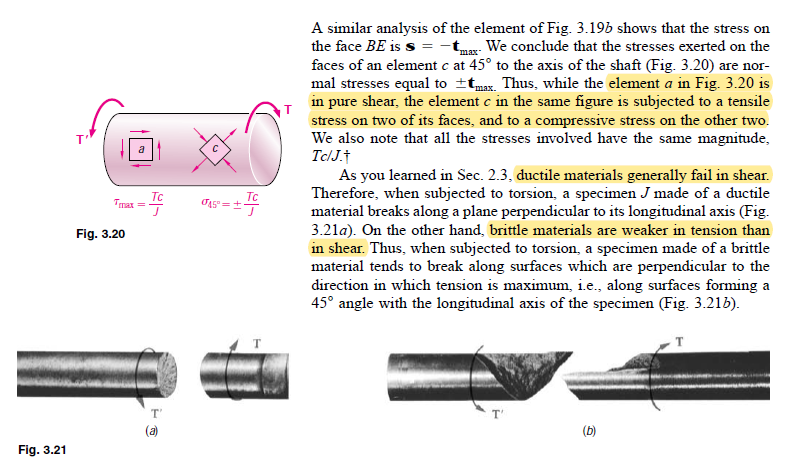 A similar analysis of the element of Fig. 3.19b shows that the stress on
the face BE is s = −tmax. We conclude that the stresses exerted on the
faces of an element c at 45° to the axis of the shaft (Fig. 3.20) are nor-
mal stresses equal to ±tmax. Thus, while the element a in Fig. 3.20 is
in pure shear, the element c in the same figure is subjected to a tensile
stress on two of its faces, and to a compressive stress on the other two.
We also note that all the stresses involved have the same magnitude,
Tc/J.†
As you learned in Sec. 2.3, ductile materials generally fail in shear.
Therefore, when subjected to torsion, a specimen J made of a ductile
material breaks along a plane perpendicular to its longitudinal axis (Fig.
3.21a). On the other hand, brittle materials are weaker in tension than
in shear. Thus, when subjected to torsion, a specimen made of a brittle
material tends to break along surfaces which are perpendicular to the
direction in which tension is maximum, i.e., along surfaces forming a
45° angle with the longitudinal axis of the specimen (Fig. 3.21b).
T
T'
a
c
τmax = Tc/J
σ45° = ± Tc/J
Fig. 3.20
T
T'
(a)
T
T'
(b)
Fig. 3.21